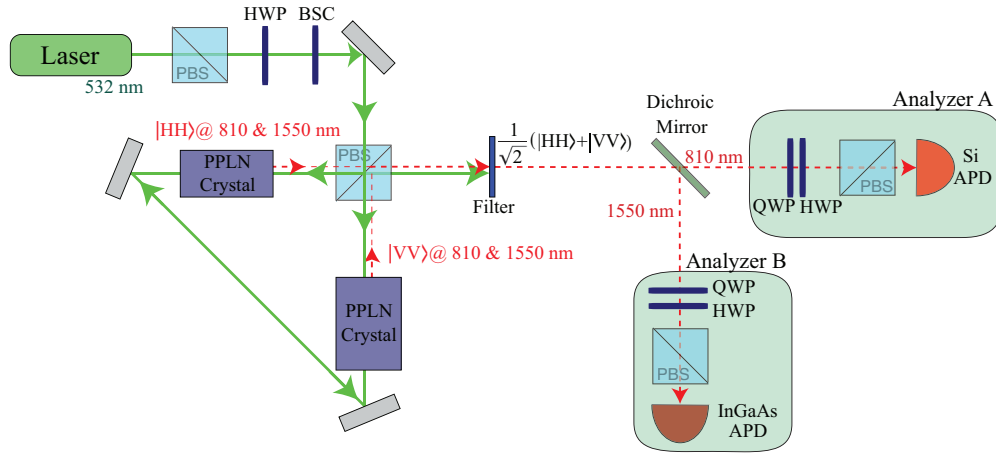 HWP BSC
Laser
PBS
532 nm
|HH⟩@ 810 & 1550 nm
PPLN
Crystal
PBS
1/√2 (|HH⟩+|VV⟩)
Filter
|VV⟩@ 810 & 1550 nm
PPLN
Crystal
Dichroic
Mirror
810 nm
1550 nm
Analyzer A
QWP HWP
PBS
Si
APD
Analyzer B
QWP
HWP
PBS
InGaAs
APD